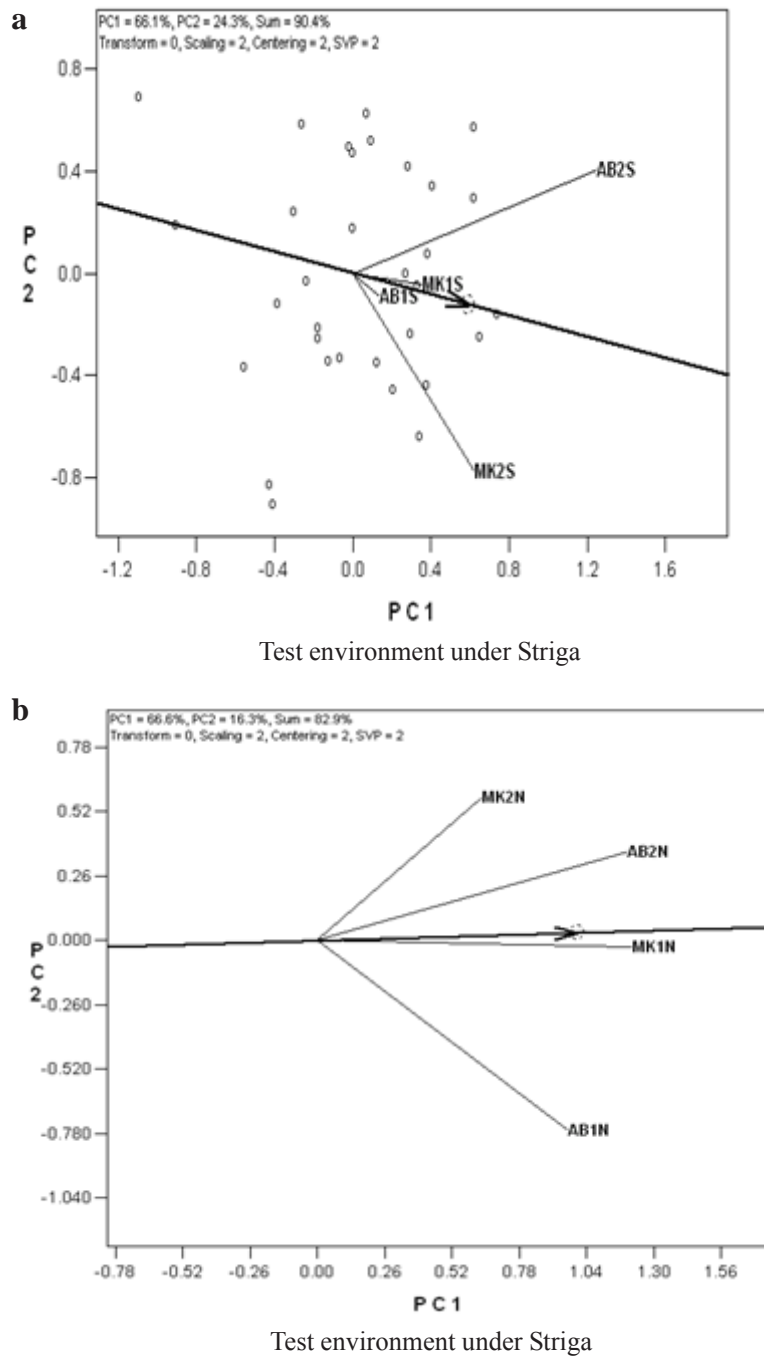 a
PC1 = 66.1%, PC2 = 24.3%, Sum = 90.4%
Transform = 0, Scaling = 2, Centering = 2, SVP = 2
0.8
0.4
0.0
-0.4
-0.8
PC2
AB2S
MK1S
AB1S
MK2S
-1.2 -0.8 -0.4 0.0 0.4 0.8 1.2 1.6
PC1
Test environment under Striga
b
PC1 = 66.6%, PC2 = 16.3%, Sum = 82.9%
Transform = 0, Scaling = 2, Centering = 2, SVP = 2
0.78
0.52
0.26
0.000
-0.260
-0.520
-0.780
-1.040
PC2
MK2N
AB2N
MK1N
AB1N
-0.78 -0.52 -0.26 0.00 0.26 0.52 0.78 1.04 1.30 1.56
PC1
Test environment under Striga